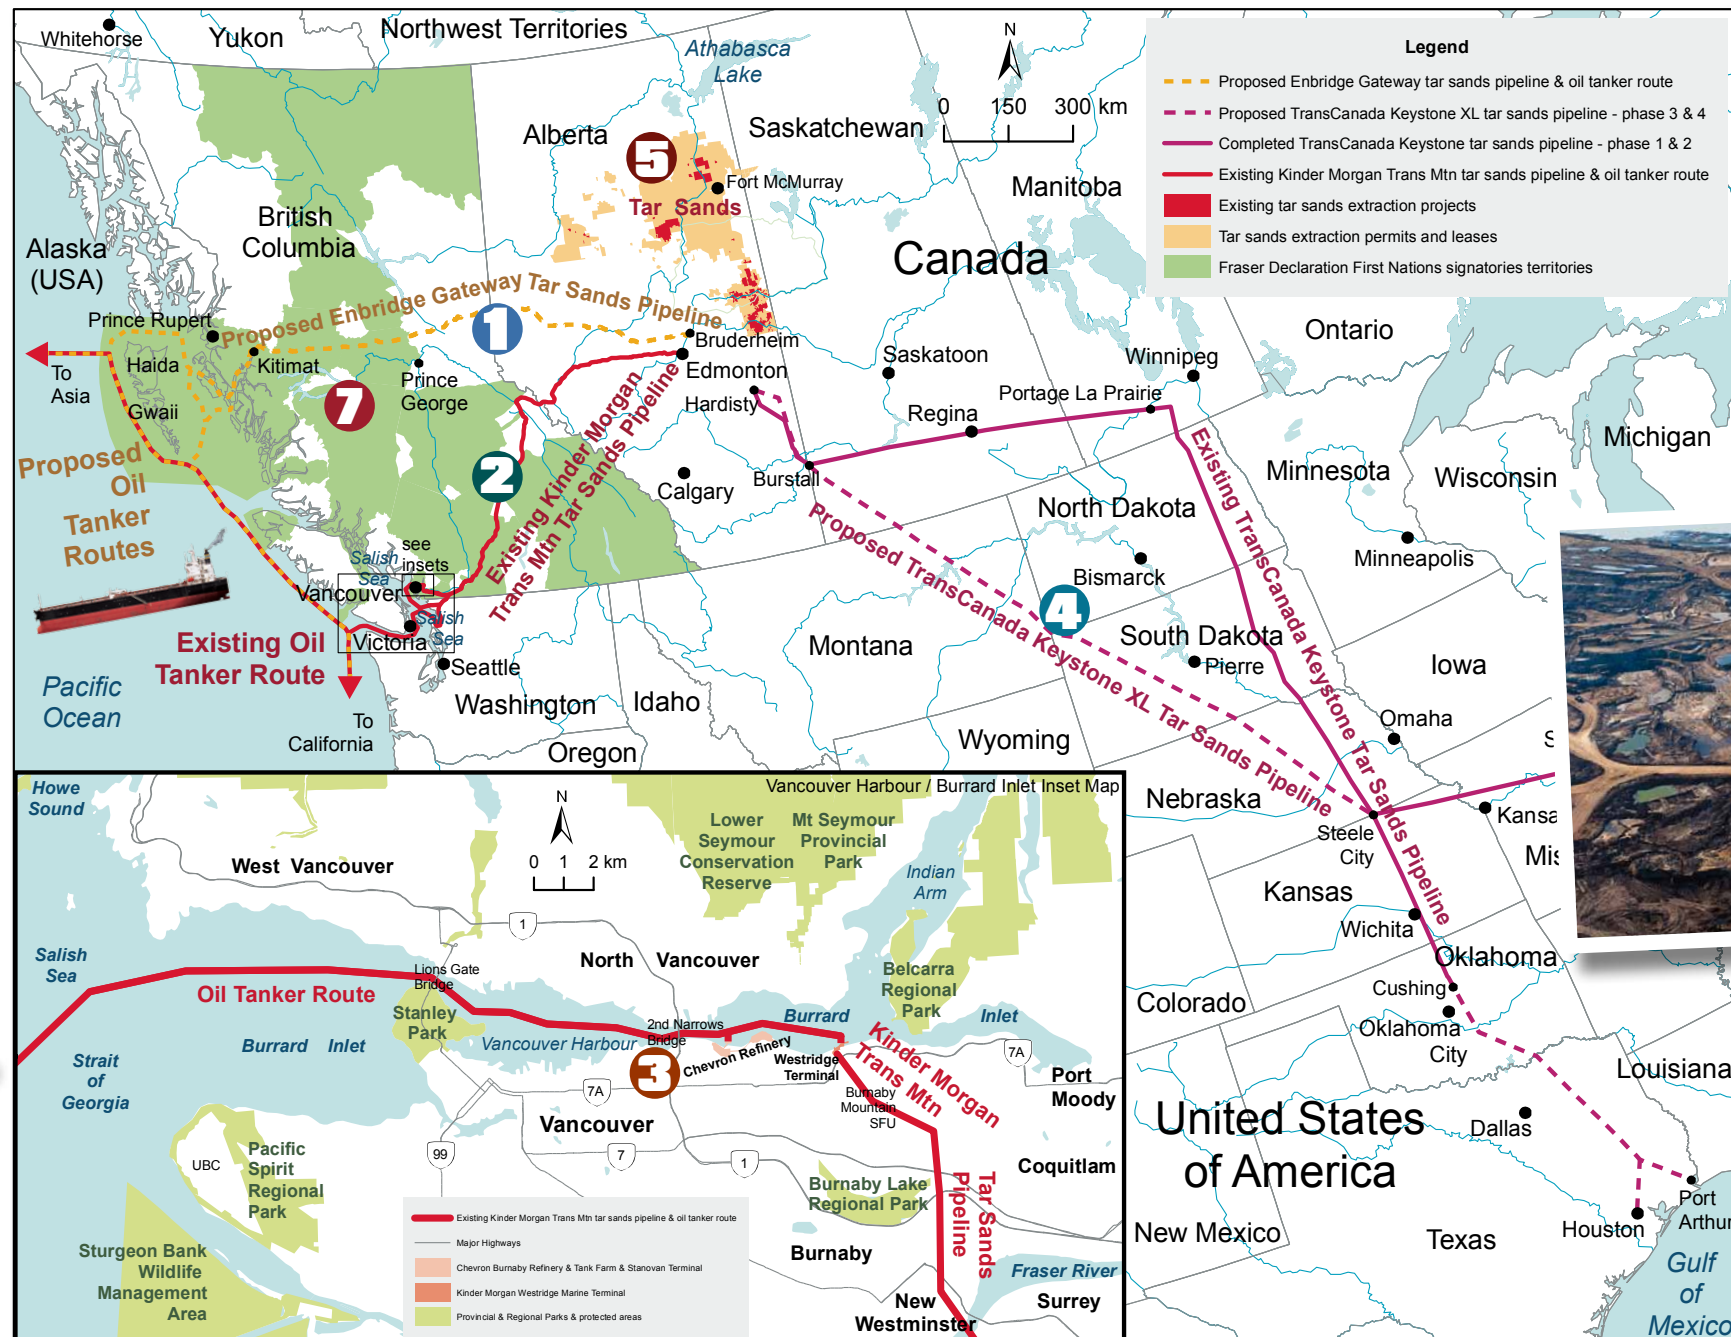 Whitehorse
Yukon
Northwest Territories
Athabasca
Lake
N
0 150 300 km
Legend
Proposed Enbridge Gateway tar sands pipeline & oil tanker route
Proposed TransCanada Keystone XL tar sands pipeline - phase 3 & 4
Completed TransCanada Keystone tar sands pipeline - phase 1 & 2
Existing Kinder Morgan Trans Mtn tar sands pipeline & oil tanker route
Existing tar sands extraction projects
Tar sands extraction permits and leases
Fraser Declaration First Nations signatories territories
Alberta
Saskatchewan
Manitoba
5
Fort McMurray
Tar Sands
British
Columbia
Alaska
(USA)
Canada
Ontario
Prince Rupert
Proposed Enbridge Gateway Tar Sands Pipeline
1
Bruderheim
Haida
Gwaii
Kitimat
To
Asia
Prince
George
7
Edmonton
Hardisty
Saskatoon
Winnipeg
Portage La Prairie
Regina
Michigan
Minnesota
Wisconsin
Proposed
Oil
Tanker
Routes
2
Existing Kinder Morgan
Trans Mtn Tar Sands Pipeline
Calgary
Burstall
North Dakota
Bismarck
Minneapolis
Existing TransCanada Keystone Tar Sands Pipeline
Proposed TransCanada Keystone XL Tar Sands Pipeline
4
see
insets
Salish
Sea
Vancouver
Salish
Sea
Victoria
Seattle
Existing Oil
Tanker Route
Pacific
Ocean
To
California
Washington
Idaho
Oregon
Montana
South Dakota
Pierre
Wyoming
Iowa
Omaha
Nebraska
S
Kansa
Mis
Steele
City
Kansas
Wichita
Oklahoma
Cushing
Oklahoma
City
Colorado
Louisiana
United States
of America
Dallas
New Mexico
Texas
Houston
Port
Arthur
Gulf
of
Mexico
Vancouver Harbour / Burrard Inlet Inset Map
Howe
Sound
N
0 1 2 km
West Vancouver
Lower
Seymour
Conservation
Reserve
Mt Seymour
Provincial
Park
Indian
Arm
1
North Vancouver
Salish
Sea
Lions Gate
Bridge
Oil Tanker Route
Stanley
Park
Belcarra
Regional
Park
Burrard Inlet
Burrard Inlet
Vancouver Harbour
2nd Narrows
Bridge
3
Chevron Refinery
Westridge
Terminal
Kinder Morgan
Trans Mtn
Tar Sands
Pipeline
7A
Port
Moody
Strait
of
Georgia
7A
Burnaby
Mountain
SFU
Vancouver
99
7
1
Coquitlam
UBC
Pacific
Spirit
Regional
Park
Burnaby Lake
Regional Park
Burnaby
Sturgeon Bank
Wildlife
Management
Area
Existing Kinder Morgan Trans Mtn tar sands pipeline & oil tanker route
Major Highways
Chevron Burnaby Refinery & Tank Farm & Stanovan Terminal
Kinder Morgan Westridge Marine Terminal
Provincial & Regional Parks & protected areas
Fraser River
New
Westminster
Surrey